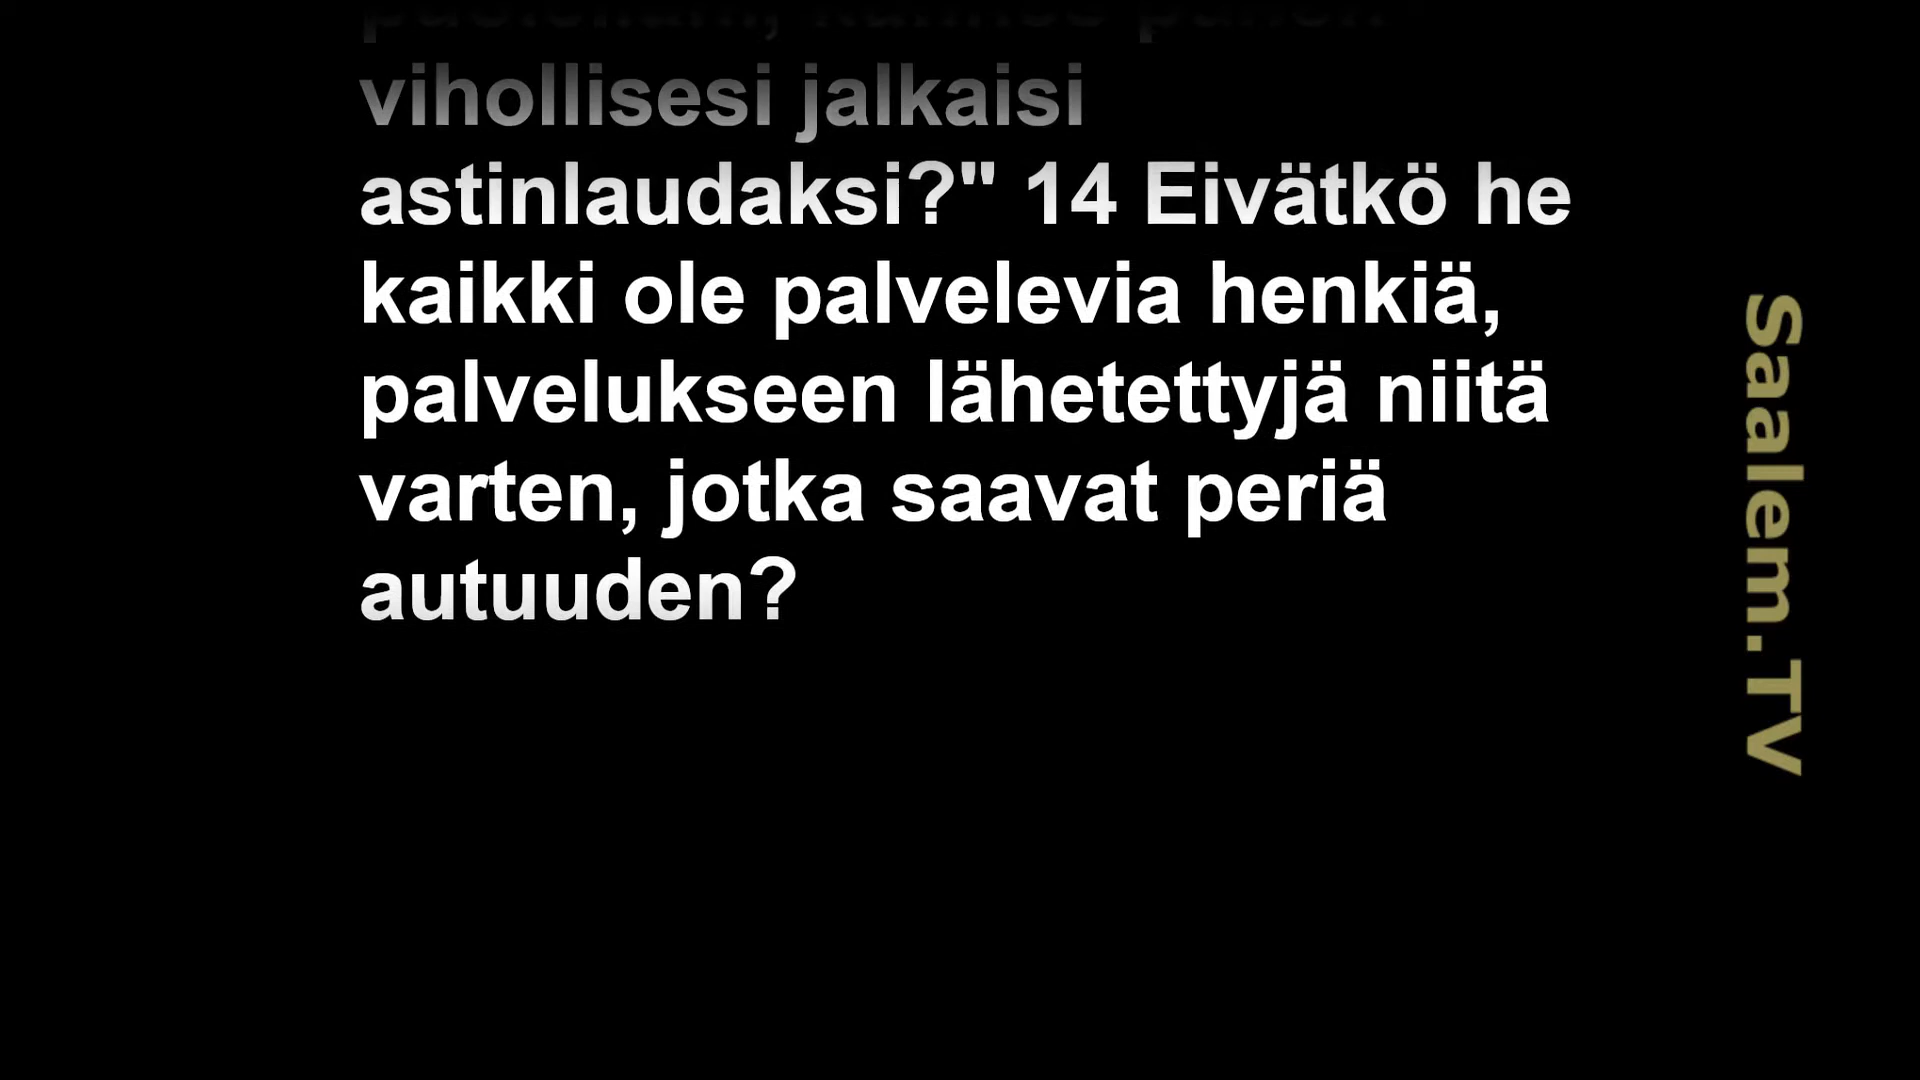 vihollisesi jalkaisi
astinlaudaksi?" 14 Eivätkö he
kaikki ole palvelevia henkiä,
palvelukseen lähetettyjä niitä
varten, jotka saavat periä
autuuden?
Saalem.TV